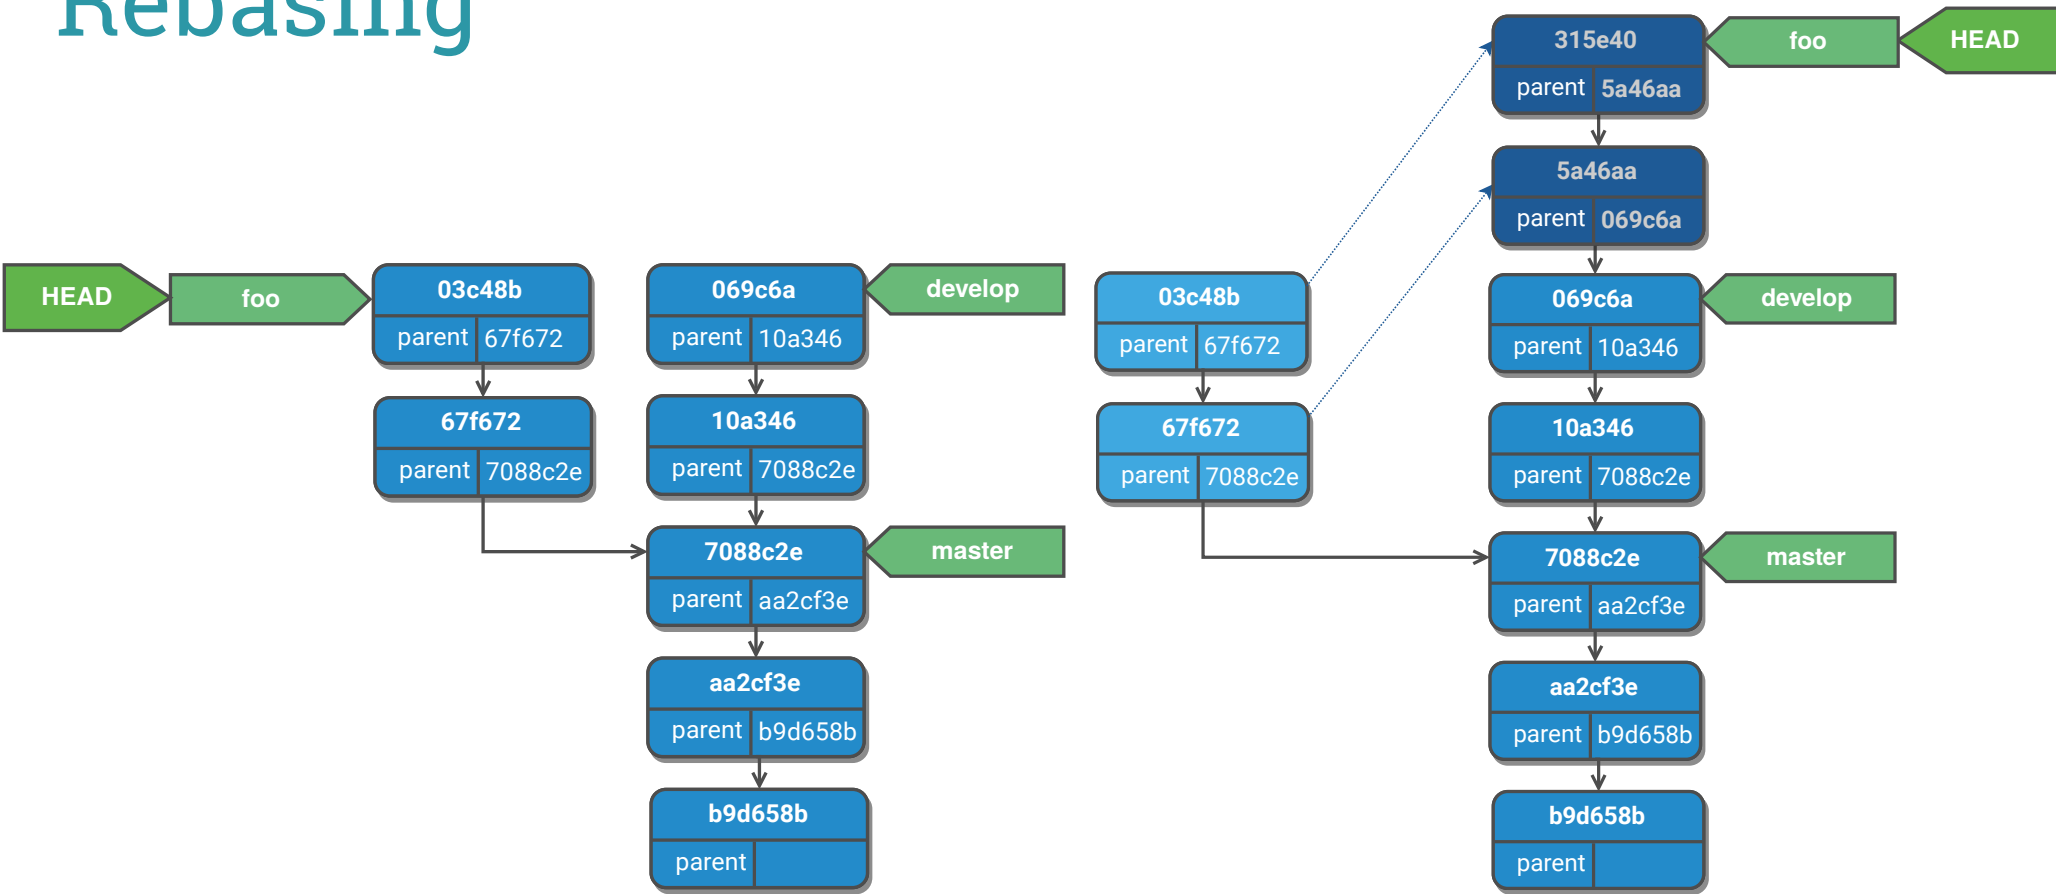 Rebasing
HEAD
foo
03c48b
parent 67f672
67f672
parent 7088c2e
069c6a
parent 10a346
develop
10a346
parent 7088c2e
7088c2e
parent aa2cf3e
master
aa2cf3e
parent b9d658b
b9d658b
parent
03c48b
parent 67f672
67f672
parent 7088c2e
315e40
parent 5a46aa
foo
HEAD
5a46aa
parent 069c6a
069c6a
parent 10a346
develop
10a346
parent 7088c2e
7088c2e
parent aa2cf3e
master
aa2cf3e
parent b9d658b
b9d658b
parent